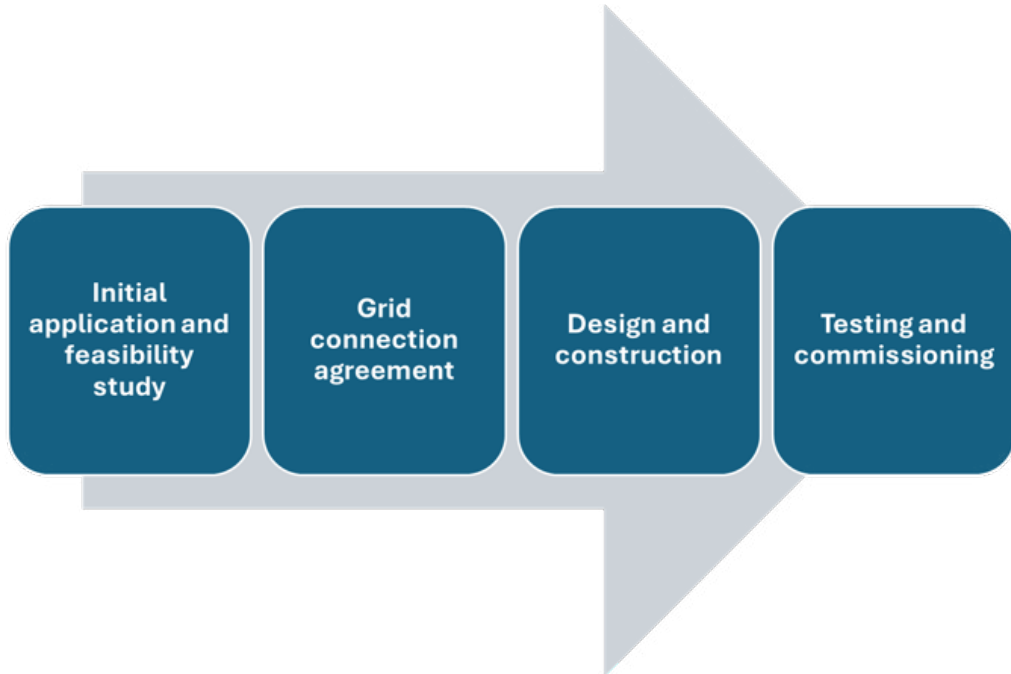 Initial
application and
feasibility
study
Grid
connection
agreement
Design and
construction
Testing and
commissioning